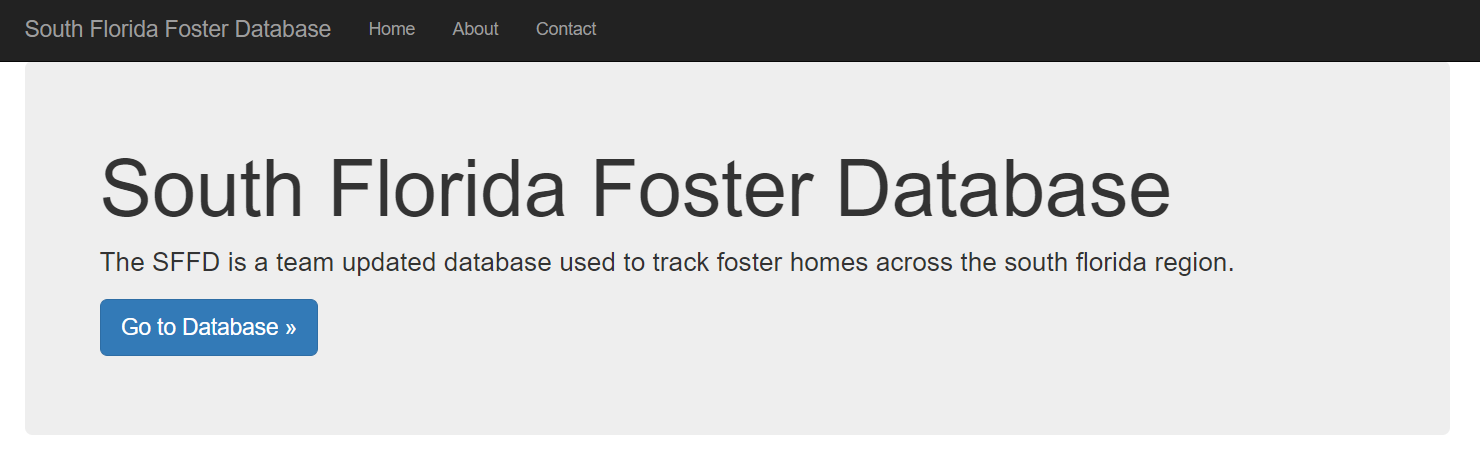 South Florida Foster Database Home About Contact
South Florida Foster Database
The SFFD is a team updated database used to track foster homes across the south florida region.
Go to Database »